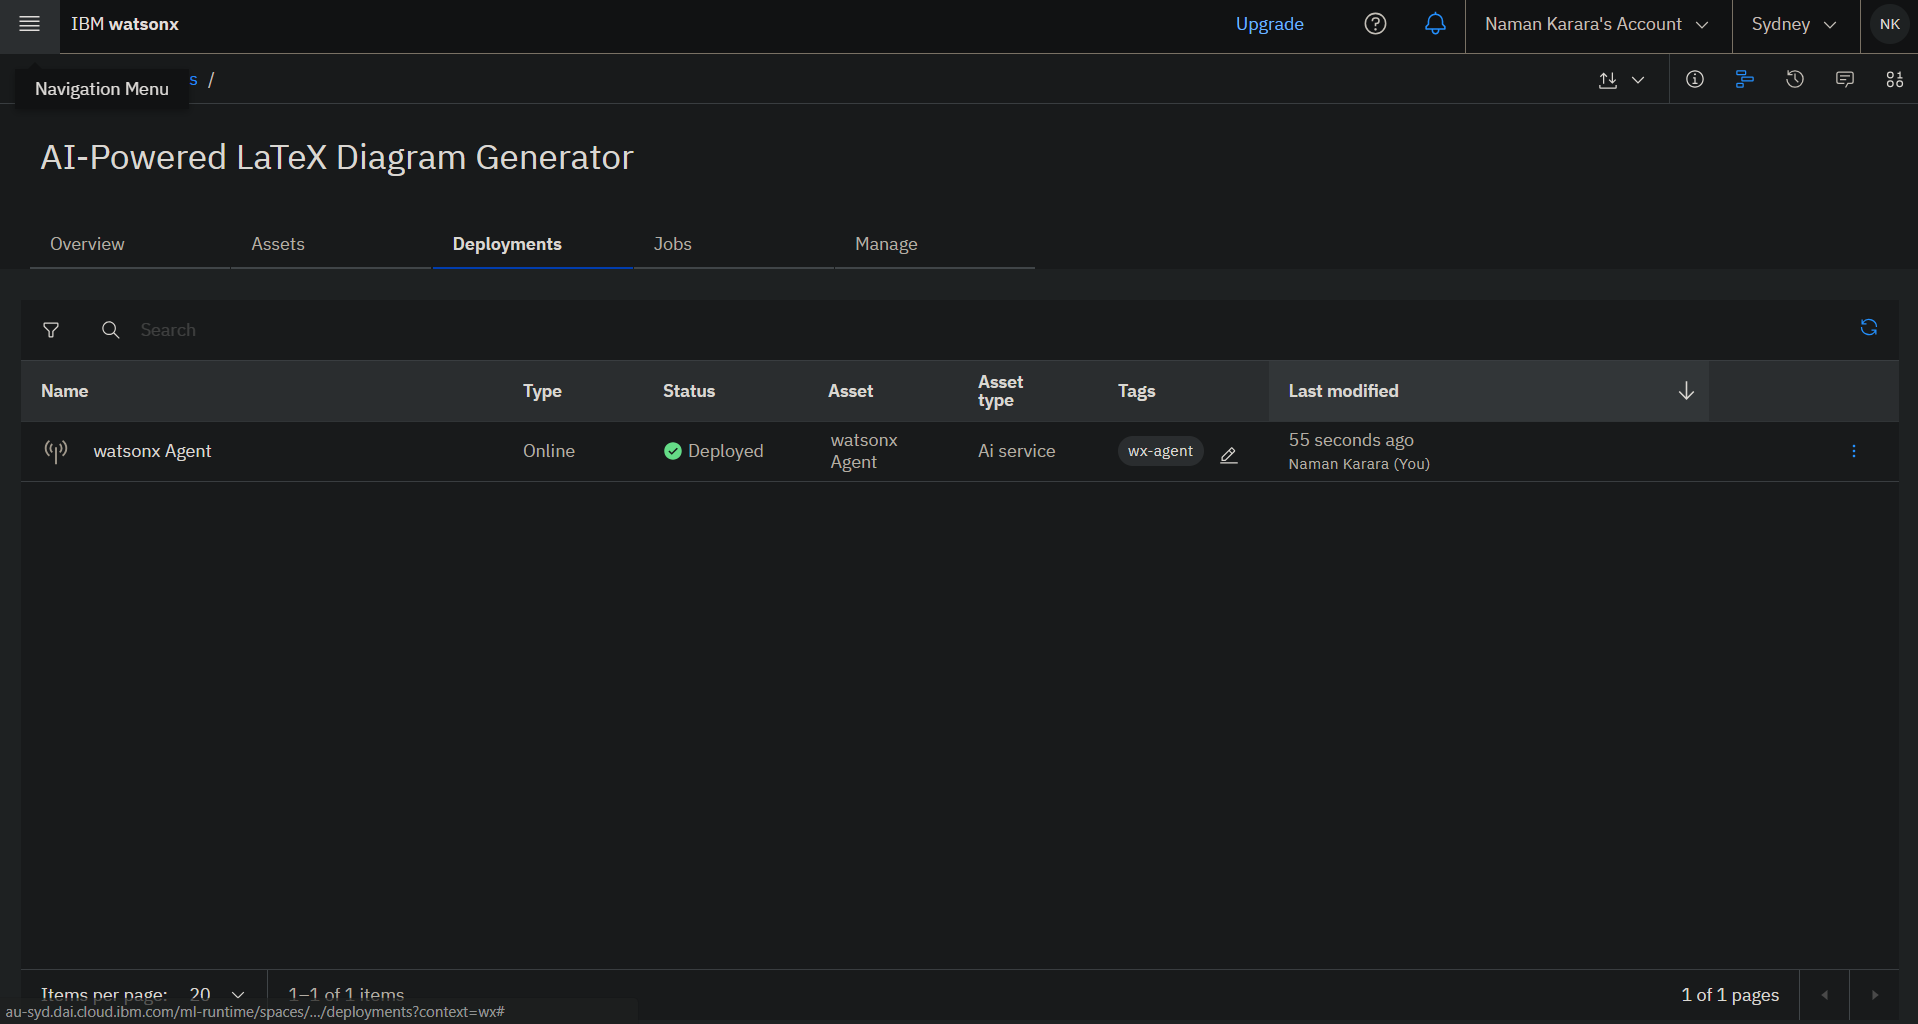 IBM watsonx
Upgrade
Naman Karara's Account
Sydney
NK
Navigation Menu
s /
AI-Powered LaTeX Diagram Generator
Overview
Assets
Deployments
Jobs
Manage
Search
Name
Type
Status
Asset
Asset
type
Tags
Last modified
watsonx Agent
Online
Deployed
watsonx
Agent
Ai service
wx-agent
55 seconds ago
Naman Karara (You)
Items per page: 20
1–1 of 1 items
1 of 1 pages
au-syd.dai.cloud.ibm.com/ml-runtime/spaces/.../deployments?context=wx#